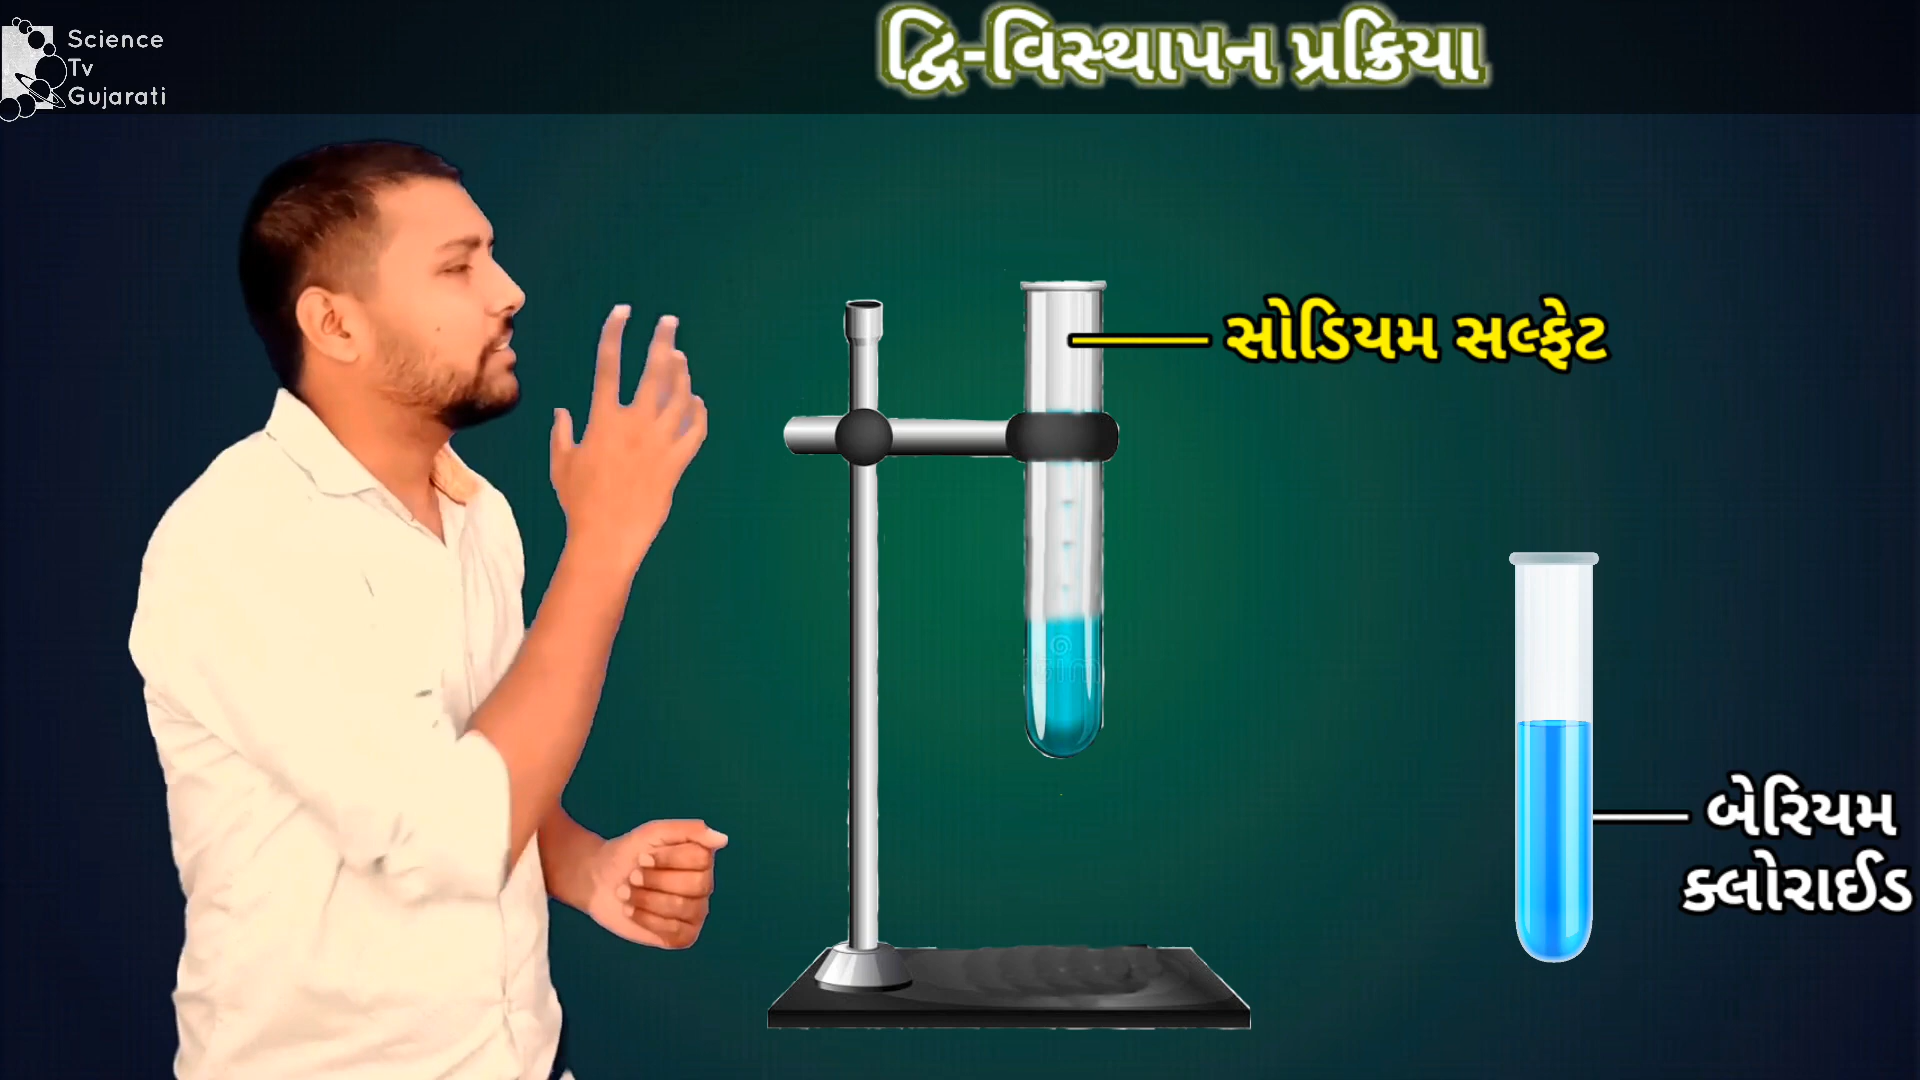 Science
Tv
Gujarati
દ્વિ-વિસ્થાપન પ્રક્રિયા
સોડિયમ સલ્ફેટ
બેરિયમ
ક્લોરાઈડ